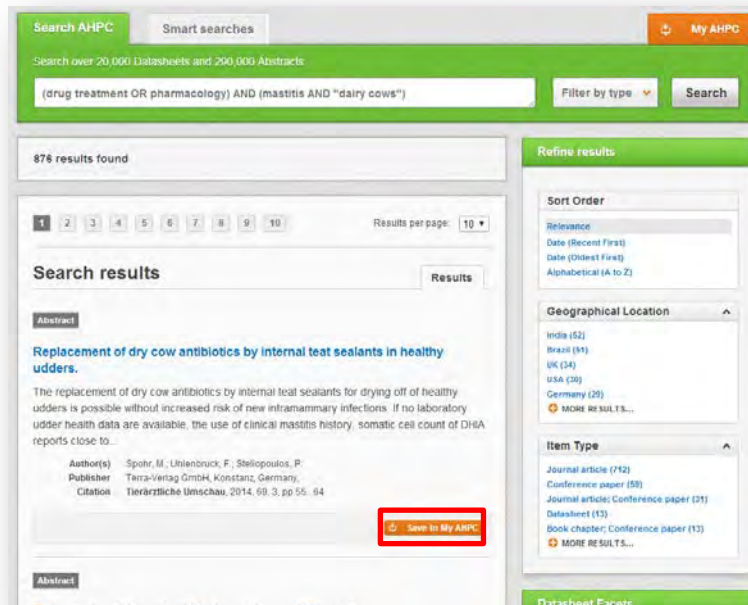 Search AHPC
Smart searches
My AHPC
Search over 20,000 Datasheets and 290,000 Abstracts
(drug treatment OR pharmacology) AND (mastitis AND "dairy cows")
Filter by type
Search
876 results found
1 2 3 4 5 6 7 8 9 10
Results per page: 10
Search results
Results
Abstract
Replacement of dry cow antibiotics by internal teat sealants in healthy
udders.
The replacement of dry cow antibiotics by internal teat sealants for drying off of healthy
udders is possible without increased risk of new intramammary infections. If no laboratory
udder health data are available, the use of clinical mastitis history, somatic cell count of DHIA
reports close to...
Author(s) Spohr, M.; Uhlenbruck, F.; Steliopoulos, P.
Publisher Terra-Verlag GmbH, Konstanz, Germany,
Citation Tierärztliche Umschau, 2014, 69, 3, pp 55. 64
Save to My AHPC
Abstract
Refine results
Sort Order
Relevance
Date (Recent First)
Date (Oldest First)
Alphabetical (A to Z)
Geographical Location
India (52)
Brazil (51)
UK (34)
USA (30)
Germany (29)
MORE RESULTS...
Item Type
Journal article (712)
Conference paper (59)
Journal article; Conference paper (31)
Datasheet (13)
Book chapter; Conference paper (13)
MORE RESULTS...
Datasheet Facets